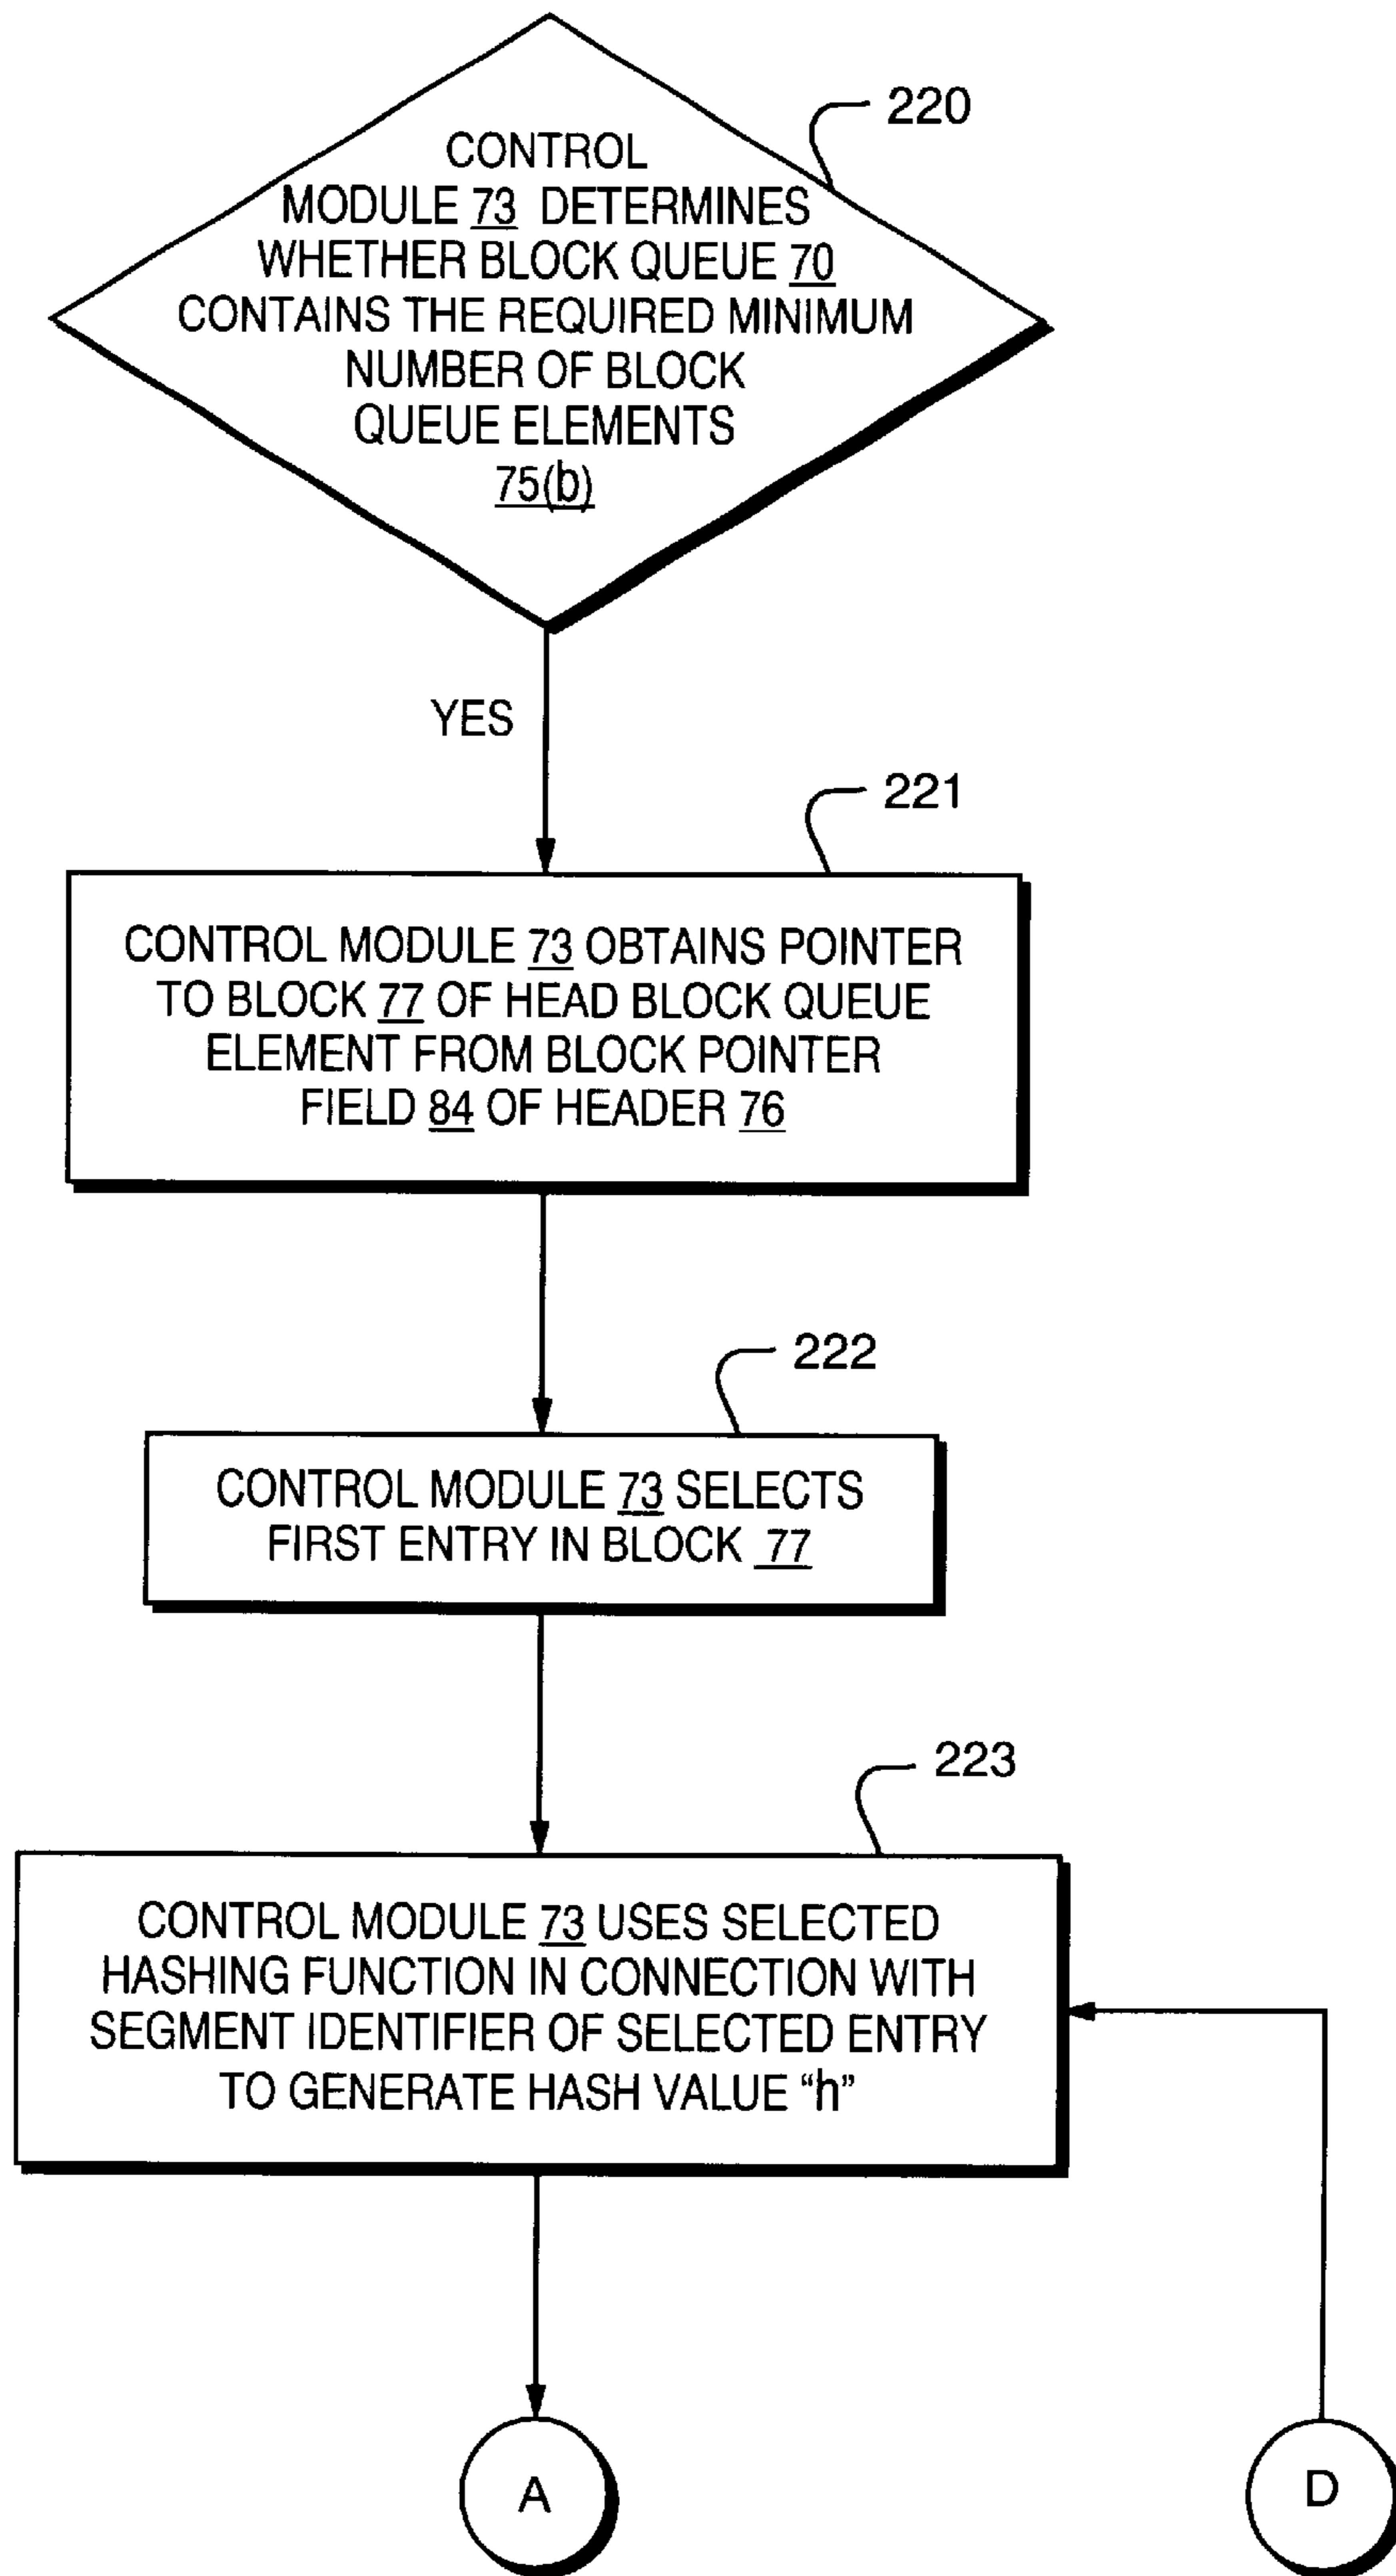 220
CONTROL
MODULE 73 DETERMINES
WHETHER BLOCK QUEUE 70
CONTAINS THE REQUIRED MINIMUM
NUMBER OF BLOCK
QUEUE ELEMENTS
75(b)
YES
221
CONTROL MODULE 73 OBTAINS POINTER
TO BLOCK 77 OF HEAD BLOCK QUEUE
ELEMENT FROM BLOCK POINTER
FIELD 84 OF HEADER 76
222
CONTROL MODULE 73 SELECTS
FIRST ENTRY IN BLOCK 77
223
CONTROL MODULE 73 USES SELECTED
HASHING FUNCTION IN CONNECTION WITH
SEGMENT IDENTIFIER OF SELECTED ENTRY
TO GENERATE HASH VALUE “h”
A
D